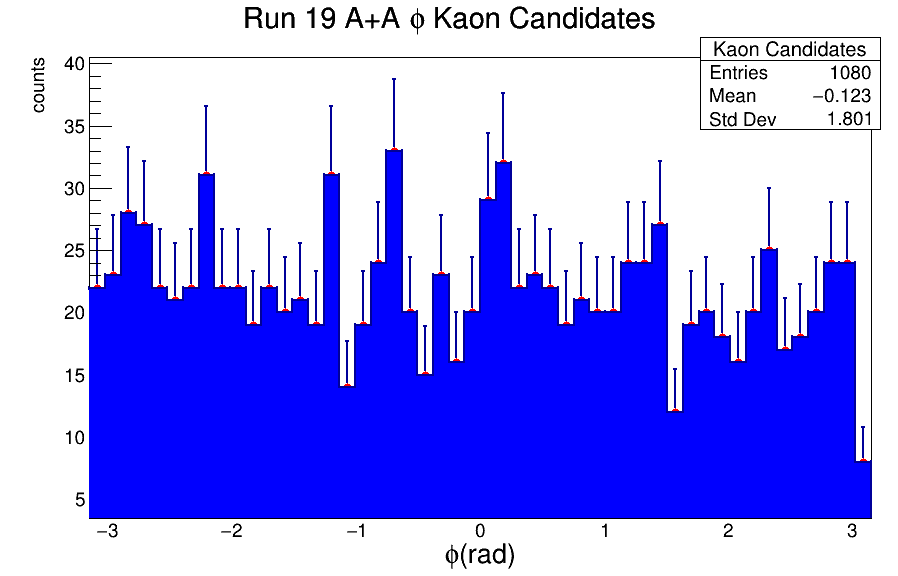 Run 19 A+A ϕ Kaon Candidates
counts
Kaon Candidates
Entries 1080
Mean −0.123
Std Dev 1.801
40
35
30
25
20
15
10
5
−3 −2 −1 0 1 2 3
ϕ(rad)